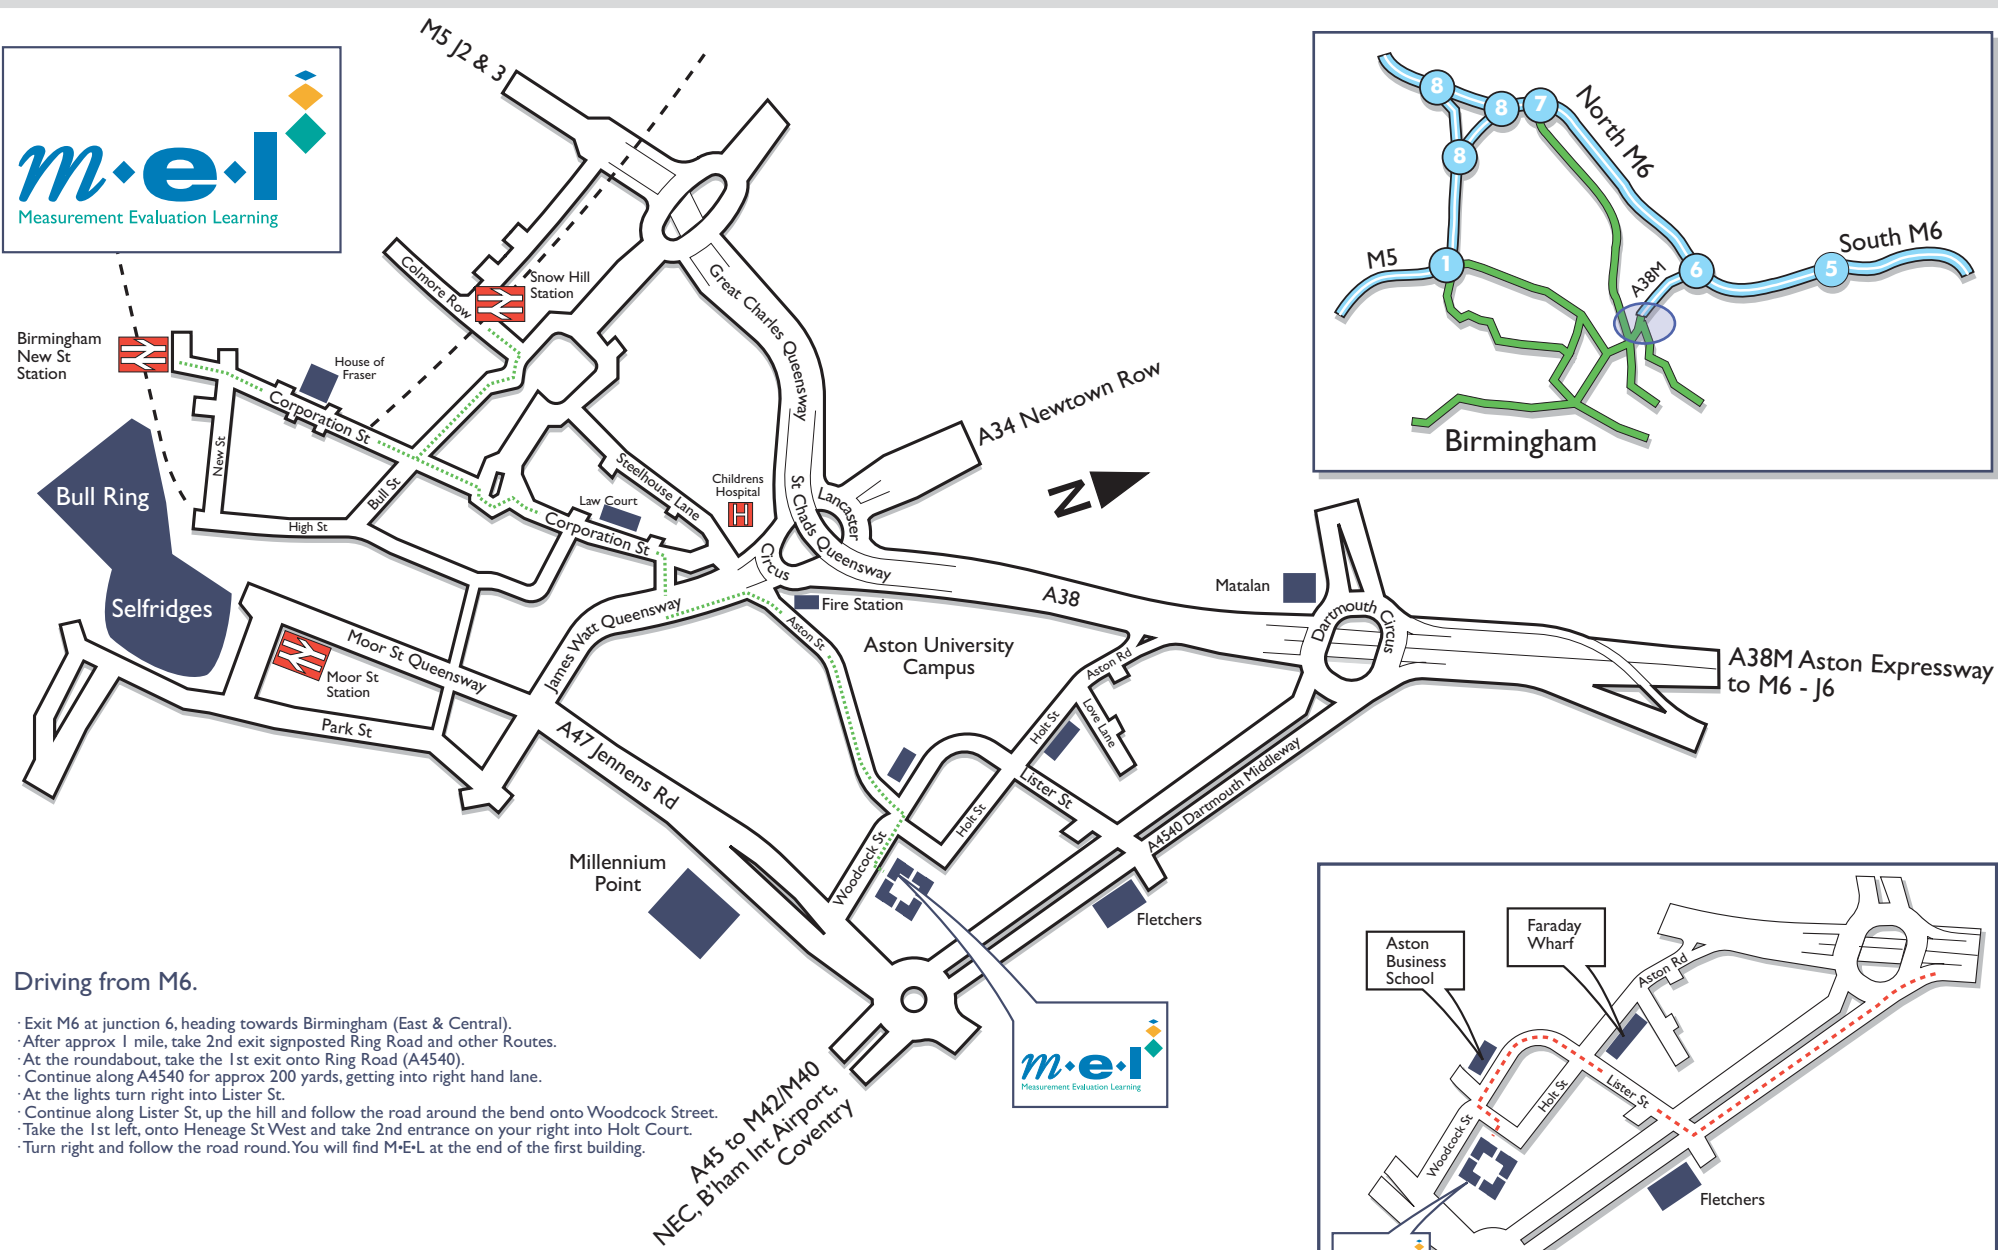 M5 J2 & 3
m·e·l
Measurement Evaluation Learning
Birmingham
New St
Station
House of
Fraser
Colmore Row
Snow Hill
Station
Corporation St
New St
Bull Ring
Selfridges
High St
Bull St
Great Charles Queensway
Steelhouse Lane
Law Court
Corporation St
Childrens
Hospital
H
St Chads Queensway
Lancaster
Circus
A34 Newtown Row
N
Fire Station
A38
Matalan
Dartmouth Circus
A38M Aston Expressway
to M6 - J6
Moor St Queensway
Moor St
Station
Park St
James Watt Queensway
Aston St
Aston University
Campus
Aston Rd
Love Lane
Holt St
Lister St
Holt St
A4540 Dartmouth Middleway
A47 Jennens Rd
Woodcock St
Millennium
Point
Fletchers
m·e·l
Measurement Evaluation Learning
A45 to M42/M40
NEC, B'ham Int Airport,
Coventry
Driving from M6.
· Exit M6 at junction 6, heading towards Birmingham (East & Central).
· After approx 1 mile, take 2nd exit signposted Ring Road and other Routes.
· At the roundabout, take the 1st exit onto Ring Road (A4540).
· Continue along A4540 for approx 200 yards, getting into right hand lane.
· At the lights turn right into Lister St.
· Continue along Lister St, up the hill and follow the road around the bend onto Woodcock Street.
· Take the 1st left, onto Heneage St West and take 2nd entrance on your right into Holt Court.
· Turn right and follow the road round. You will find M•E•L at the end of the first building.
8
8
7
8
North M6
M5
1
A38M
6
5
South M6
Birmingham
Aston
Business
School
Faraday
Wharf
Aston Rd
Holt St
Lister St
Woodcock St
Fletchers